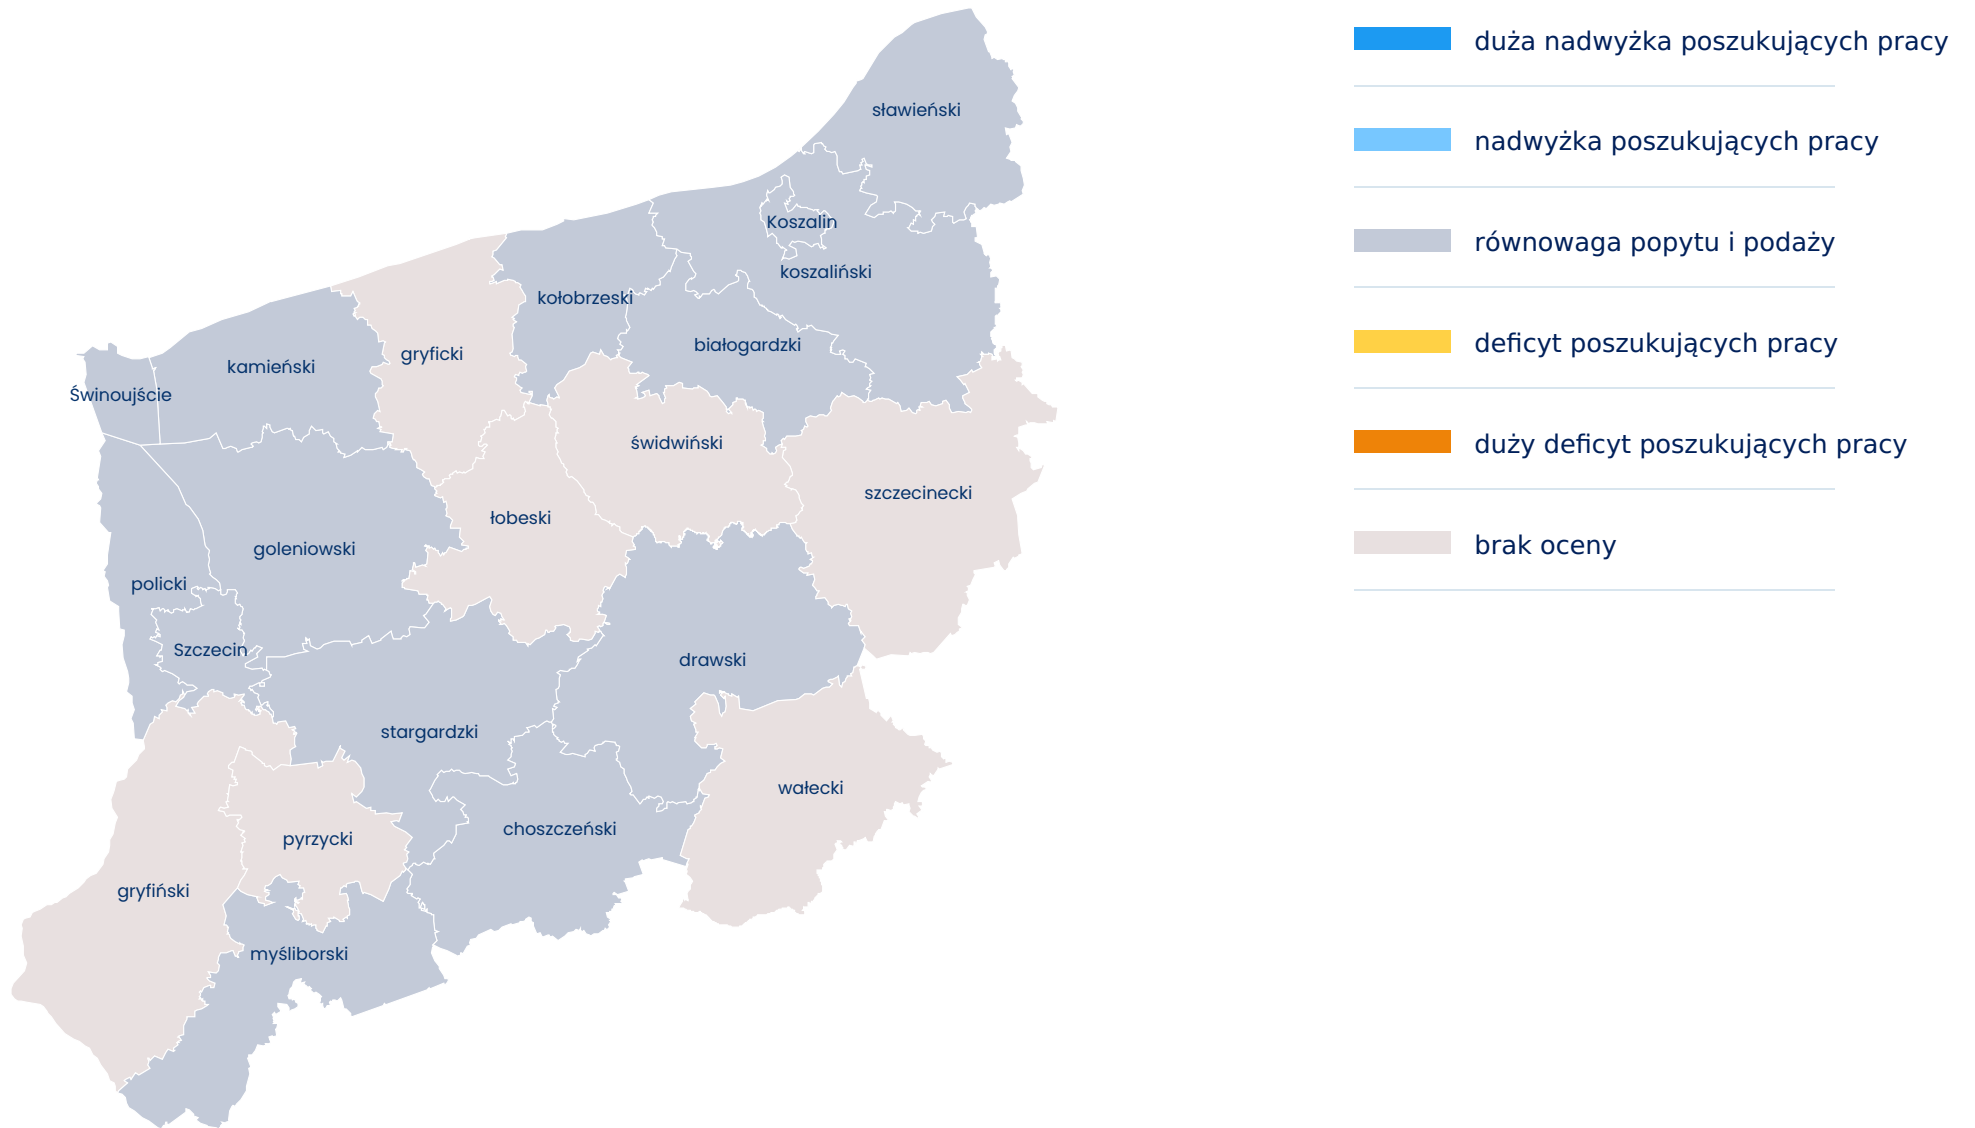 sławieński
Koszalin
koszaliński
kołobrzeski
białogardzki
gryficki
kamieński
Świnoujście
świdwiński
szczecinecki
łobeski
goleniowski
policki
Szczecin
drawski
stargardzki
wałecki
choszczeński
pyrzycki
gryfiński
myśliborski
duża nadwyżka poszukujących pracy
nadwyżka poszukujących pracy
równowaga popytu i podaży
deficyt poszukujących pracy
duży deficyt poszukujących pracy
brak oceny